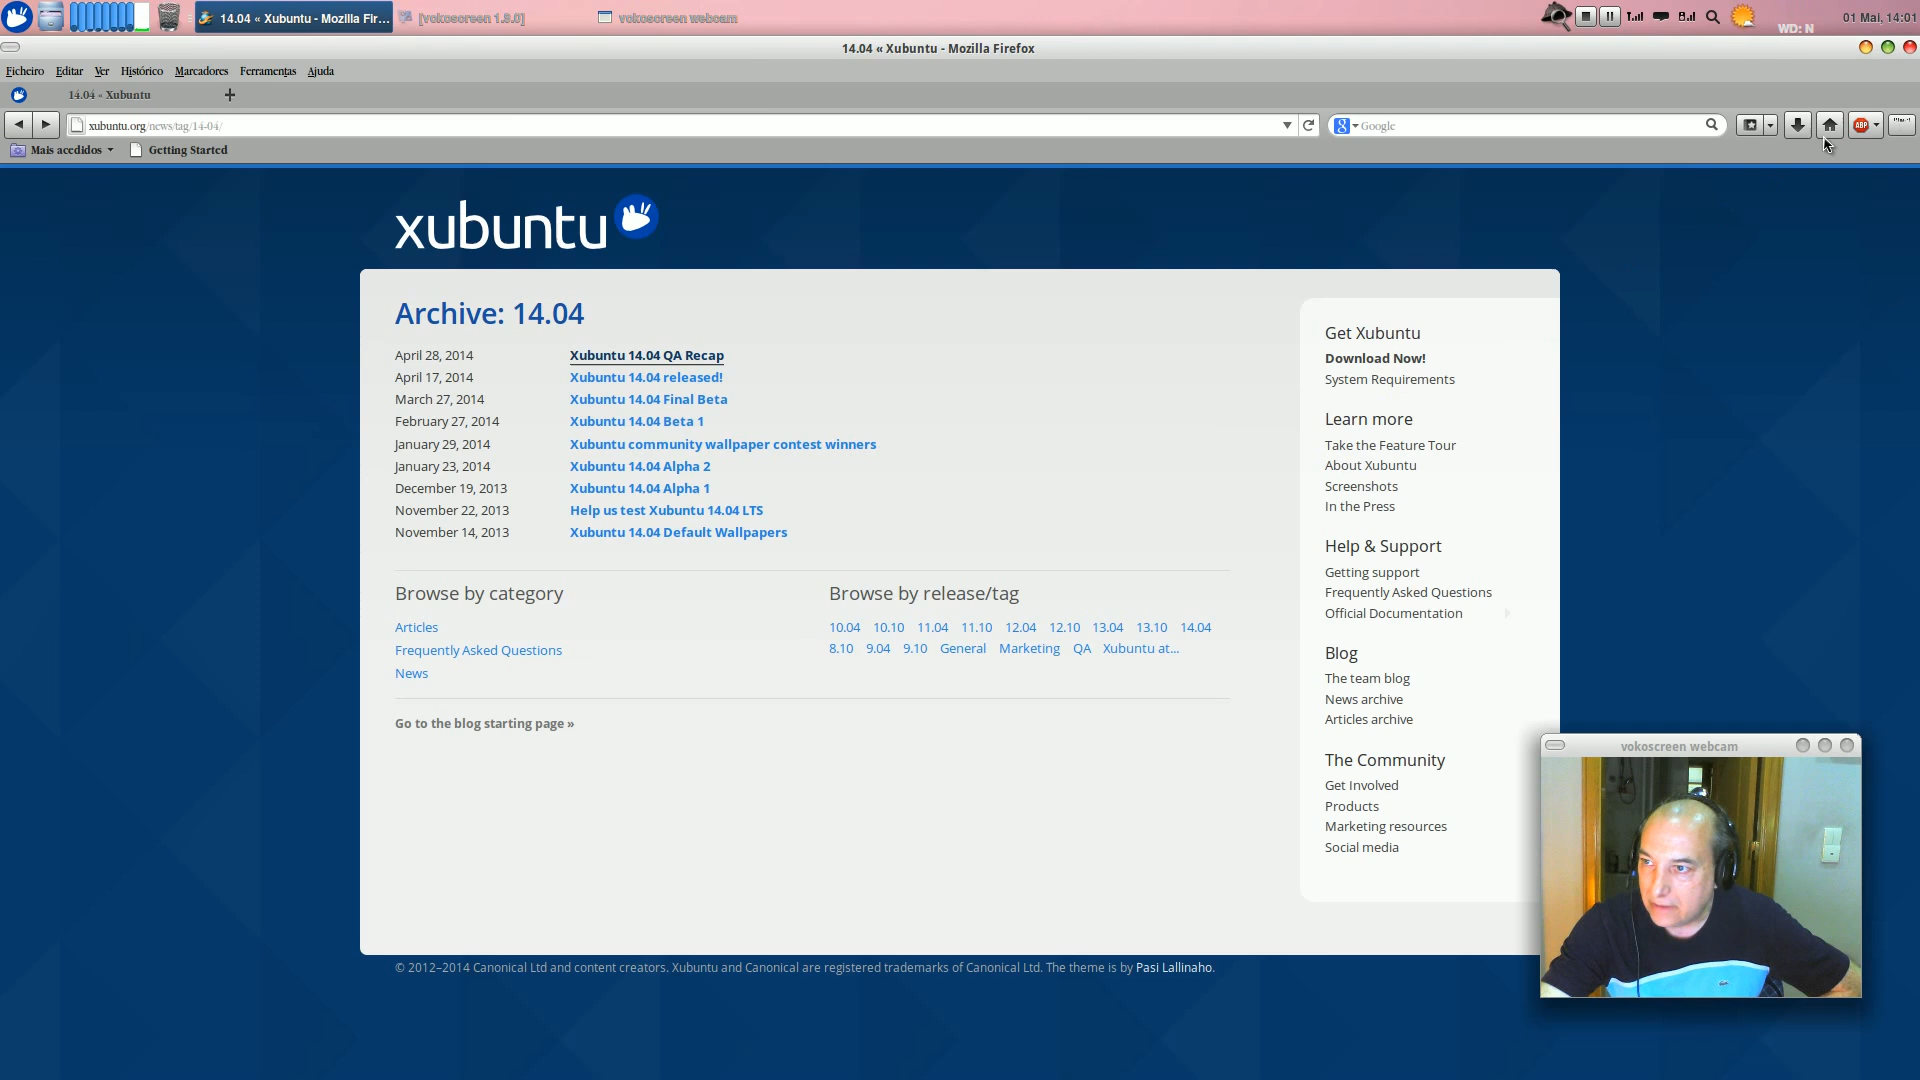 14.04 « Xubuntu - Mozilla Fir...
[vokoscreen 1.9.0]
vokoscreen webcam
WD: N
01 Mai, 14:01
14.04 « Xubuntu - Mozilla Firefox
Ficheiro Editar Ver Histórico Marcadores Ferramentas Ajuda
14.04 « Xubuntu
xubuntu.org/news/tag/14-04/
Google
ABP
Mais acedidos
Getting Started
xubuntu
Archive: 14.04
April 28, 2014 Xubuntu 14.04 QA Recap
April 17, 2014 Xubuntu 14.04 released!
March 27, 2014 Xubuntu 14.04 Final Beta
February 27, 2014 Xubuntu 14.04 Beta 1
January 29, 2014 Xubuntu community wallpaper contest winners
January 23, 2014 Xubuntu 14.04 Alpha 2
December 19, 2013 Xubuntu 14.04 Alpha 1
November 22, 2013 Help us test Xubuntu 14.04 LTS
November 14, 2013 Xubuntu 14.04 Default Wallpapers
Browse by category
Articles
Frequently Asked Questions
News
Browse by release/tag
10.04 10.10 11.04 11.10 12.04 12.10 13.04 13.10 14.04
8.10 9.04 9.10 General Marketing QA Xubuntu at...
Go to the blog starting page »
Get Xubuntu
Download Now!
System Requirements
Learn more
Take the Feature Tour
About Xubuntu
Screenshots
In the Press
Help & Support
Getting support
Frequently Asked Questions
Official Documentation
Blog
The team blog
News archive
Articles archive
The Community
Get Involved
Products
Marketing resources
Social media
vokoscreen webcam
© 2012–2014 Canonical Ltd and content creators. Xubuntu and Canonical are registered trademarks of Canonical Ltd. The theme is by Pasi Lallinaho.